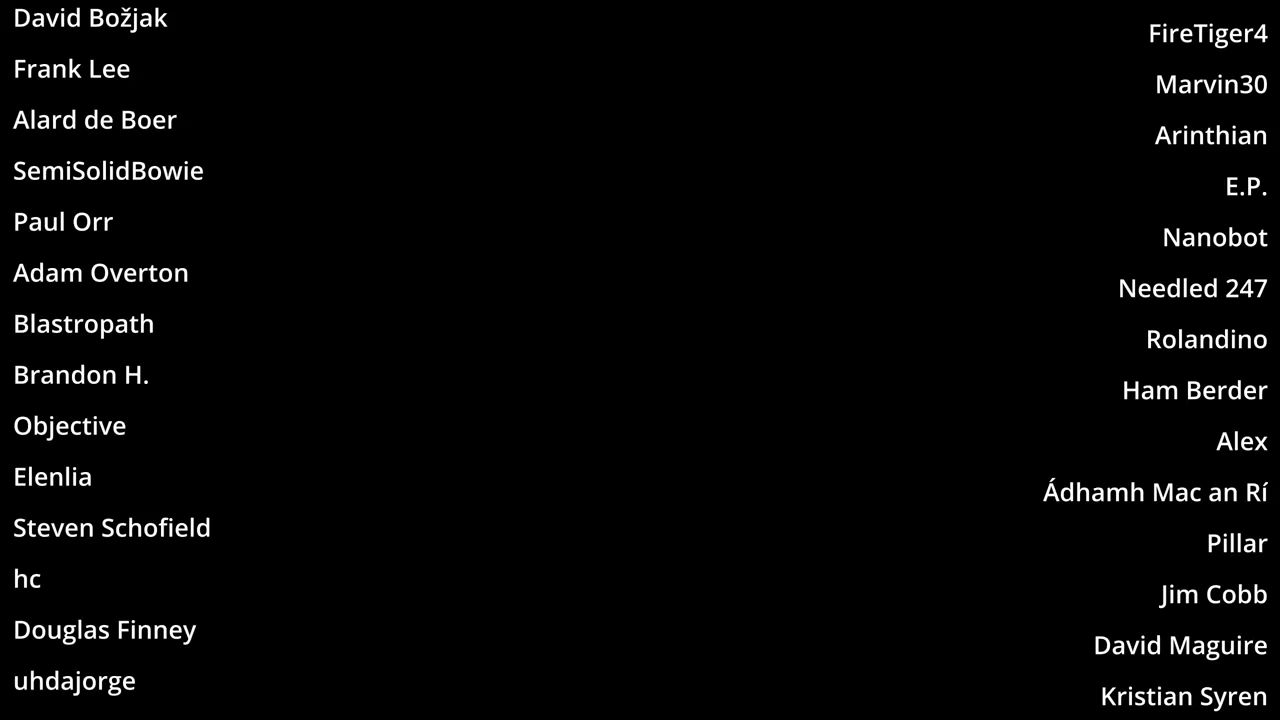 David Božjak
Frank Lee
Alard de Boer
SemiSolidBowie
Paul Orr
Adam Overton
Blastropath
Brandon H.
Objective
Elenlia
Steven Schofield
hc
Douglas Finney
uhdajorge
FireTiger4
Marvin30
Arinthian
E.P.
Nanobot
Needled 247
Rolandino
Ham Berder
Alex
Ádhamh Mac an Rí
Pillar
Jim Cobb
David Maguire
Kristian Syren